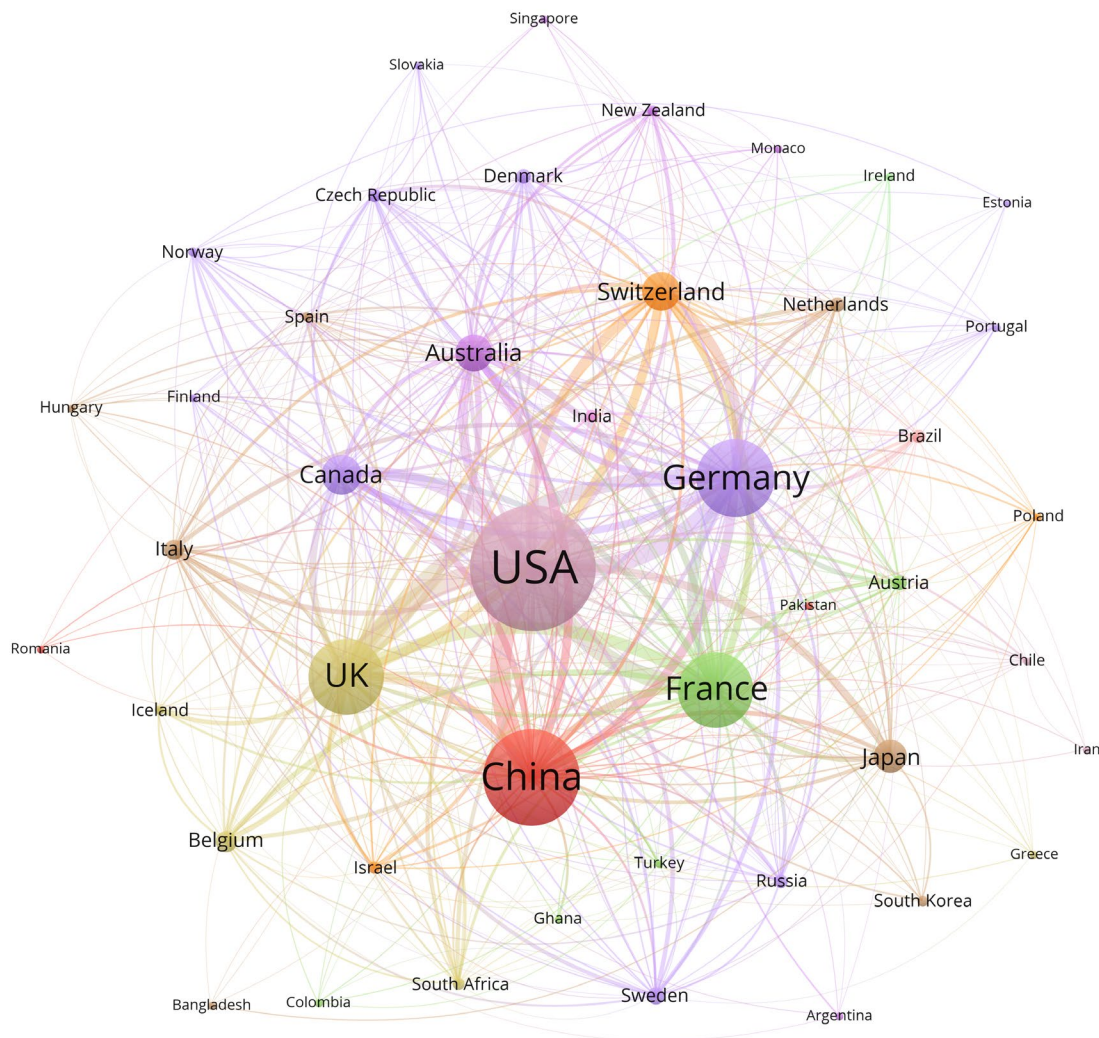 Singapore
Slovakia
New Zealand
Monaco
Denmark
Ireland
Czech Republic
Estonia
Norway
Switzerland
Netherlands
Spain
Portugal
Australia
Finland
Hungary
India
Brazil
Canada
Germany
Poland
Italy
USA
Austria
Pakistan
Romania
Chile
UK
France
Iceland
Iran
Japan
China
Belgium
Greece
Turkey
Israel
Russia
South Korea
Ghana
South Africa
Sweden
Colombia
Bangladesh
Argentina